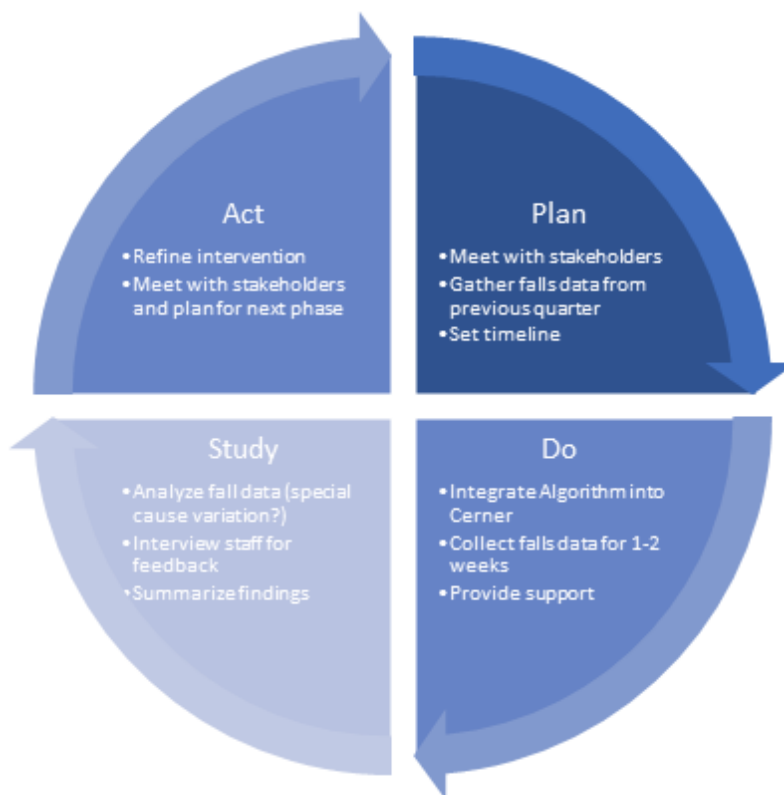 Act
•Refine intervention
•Meet with stakeholders
and plan for next phase
Plan
•Meet with stakeholders
•Gather falls data from
previous quarter
•Set timeline
Study
•Analyze fall data (special
cause variation?)
•Interview staff for
feedback
•Summarize findings
Do
•Integrate Algorithm into
Cerner
•Collect falls data for 1-2
weeks
•Provide support